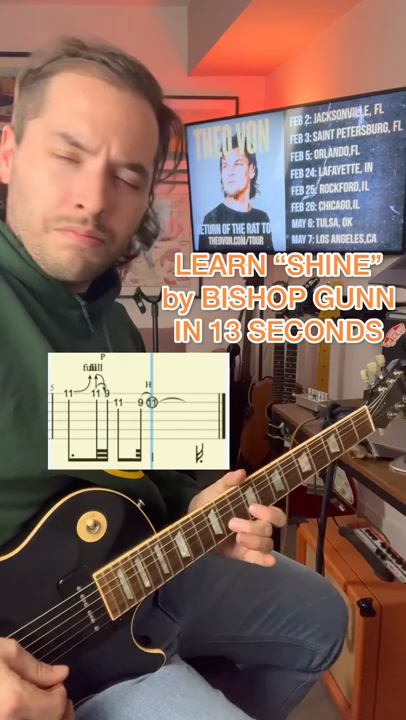 THEO VON
RETURN OF THE RAT TO
THEOVON.COM/TOUR
FEB 2: JACKSONVILLE, FL
FEB 3: SAINT PETERSBURG, FL
FEB 5: ORLANDO,FL
FEB 24: LAFAYETTE, IN
FEB 25: ROCKFORD,IL
FEB 26: CHICAGO,IL
MAY 6: TULSA, OK
MAY 7: LOS ANGELES,CA
LEARN “SHINE”
by BISHOP GUNN
IN 13 SECONDS
P
full
5
11 11 9
H
11 9 11